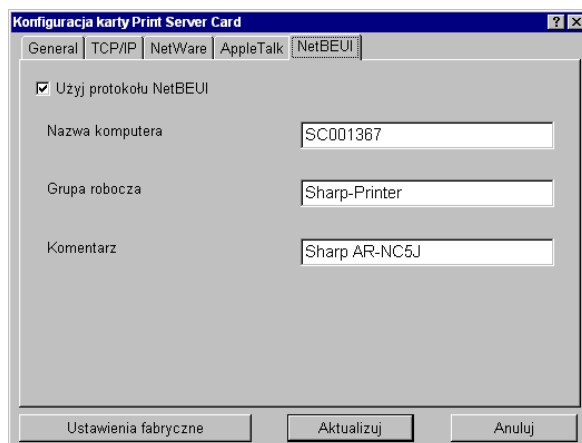 Konfiguracja karty Print Server Card
General TCP/IP NetWare AppleTalk NetBEUI
Użyj protokołu NetBEUI
Nazwa komputera SC001367
Grupa robocza Sharp-Printer
Komentarz Sharp AR-NC5J
Ustawienia fabryczne Aktualizuj Anuluj